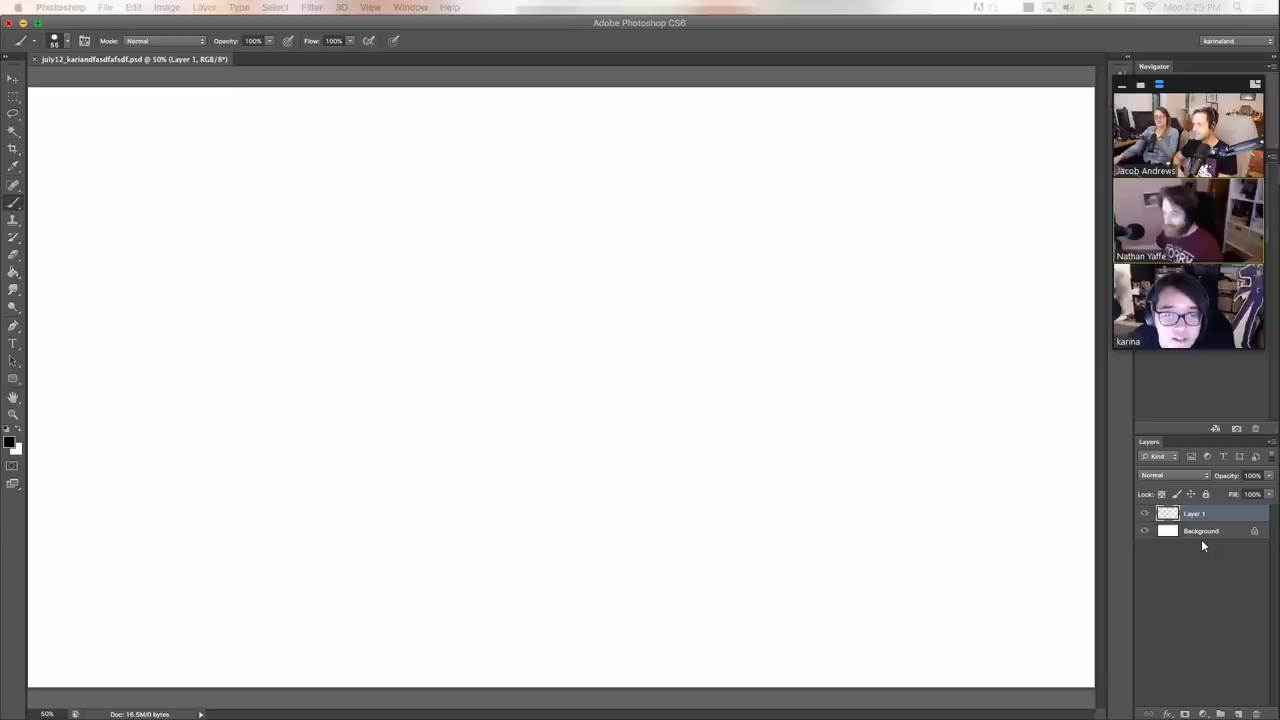 Photoshop File Edit Image Layer Type Select Filter 3D View Window Help
Adobe Photoshop CS6
55 Mode: Normal Opacity: 100% Flow: 100% karinaland
× july12_kariandfasdfafsdf.psd @ 50% (Layer 1, RGB/8*)
Navigator
Jacob Andrews
Nathan Yaffe
karina
Layers
Kind
Normal Opacity: 100%
Lock: Fill: 100%
Layer 1
Background
50% Doc: 16.5M/0 bytes